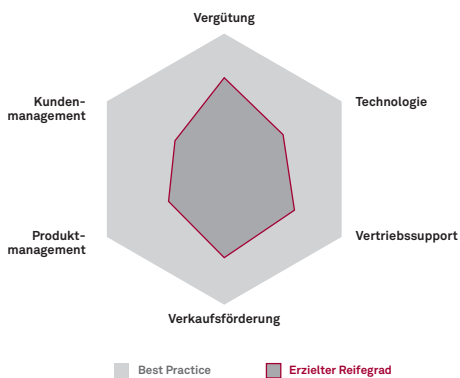 Vergütung
Technologie
Vertriebssupport
Verkaufsförderung
Produkt-
management
Kunden-
management
Best Practice
Erzielter Reifegrad